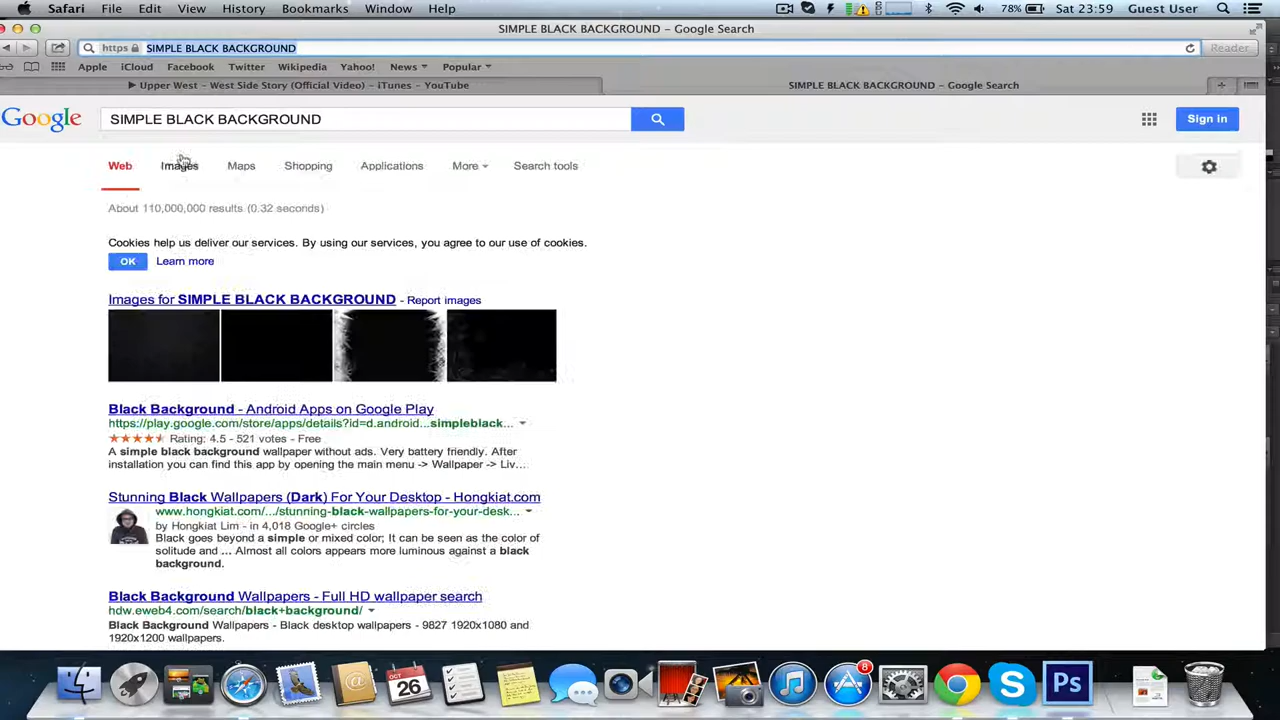 Safari File Edit View History Bookmarks Window Help 78% Sat 23:59 Guest User
SIMPLE BLACK BACKGROUND – Google Search
https SIMPLE BLACK BACKGROUND Reader
Apple iCloud Facebook Twitter Wikipedia Yahoo! News Popular
Upper West – West Side Story (Official Video) – iTunes – YouTube SIMPLE BLACK BACKGROUND – Google Search
Google SIMPLE BLACK BACKGROUND Sign in
Web Images Maps Shopping Applications More Search tools
About 110,000,000 results (0.32 seconds)
Cookies help us deliver our services. By using our services, you agree to our use of cookies.
OK Learn more
Images for SIMPLE BLACK BACKGROUND - Report images
Black Background - Android Apps on Google Play
https://play.google.com/store/apps/details?id=d.android...simpleblack...
Rating: 4.5 - 521 votes - Free
A simple black background wallpaper without ads. Very battery friendly. After
installation you can find this app by opening the main menu -> Wallpaper -> Liv...
Stunning Black Wallpapers (Dark) For Your Desktop - Hongkiat.com
www.hongkiat.com/.../stunning-black-wallpapers-for-your-desk...
by Hongkiat Lim - in 4,018 Google+ circles
Black goes beyond a simple or mixed color; It can be seen as the color of
solitude and ... Almost all colors appears more luminous against a black
background.
Black Background Wallpapers - Full HD wallpaper search
hdw.eweb4.com/search/black+background/
Black Background Wallpapers - Black desktop wallpapers - 9827 1920x1080 and
1920x1200 wallpapers.
OCT
26
8
Ps